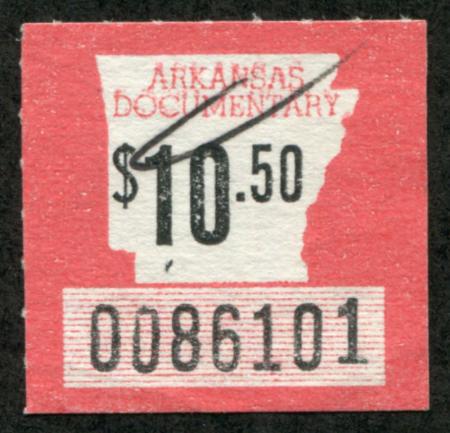 ARKANSAS
DOCUMENTARY
$10.50
0086101